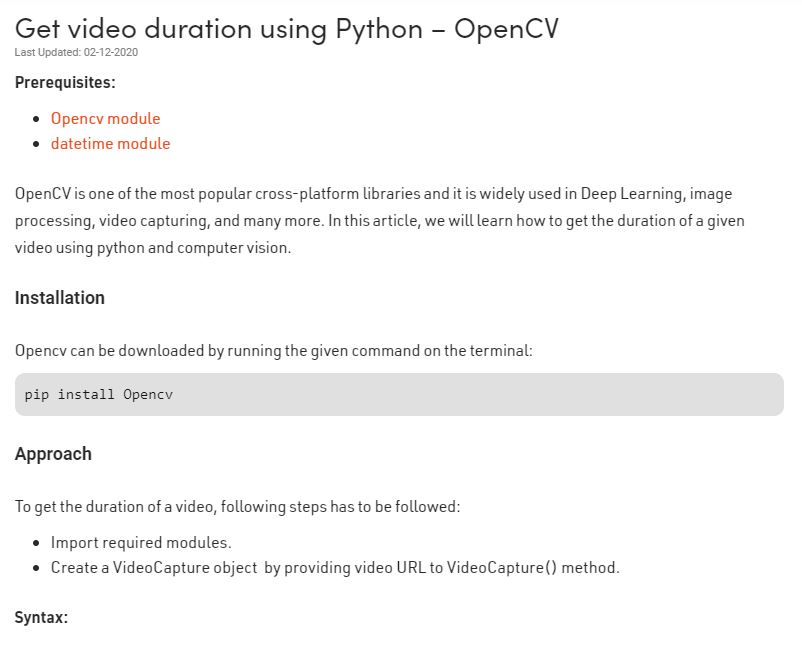 Get video duration using Python – OpenCV
Last Updated: 02-12-2020
Prerequisites:
Opencv module
datetime module
OpenCV is one of the most popular cross-platform libraries and it is widely used in Deep Learning, image
processing, video capturing, and many more. In this article, we will learn how to get the duration of a given
video using python and computer vision.
Installation
Opencv can be downloaded by running the given command on the terminal:
pip install Opencv
Approach
To get the duration of a video, following steps has to be followed:
Import required modules.
Create a VideoCapture object  by providing video URL to VideoCapture() method.
Syntax: